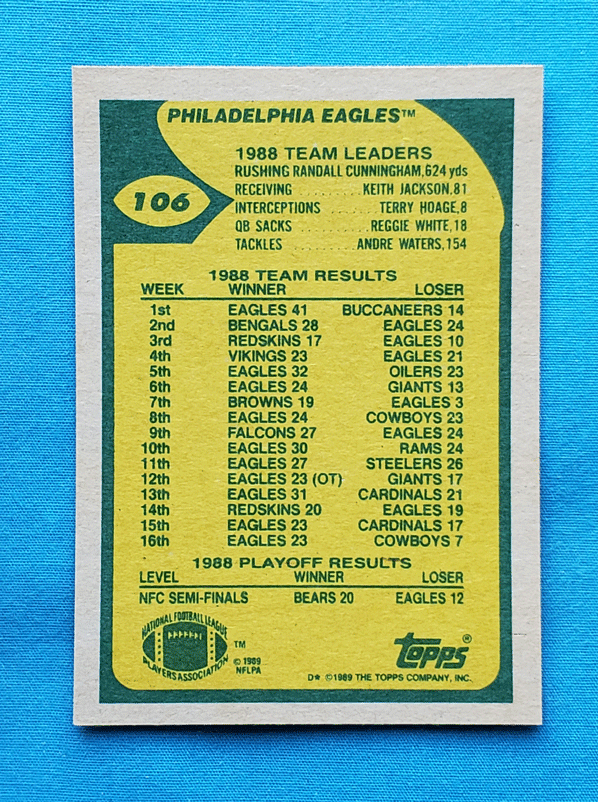 PHILADELPHIA EAGLES™
1988 TEAM LEADERS
RUSHING RANDALL CUNNINGHAM, 624 yds
106
RECEIVING ......... KEITH JACKSON, 81
INTERCEPTIONS ....... TERRY HOAGE, 8
QB SACKS ........... REGGIE WHITE, 18
TACKLES ........... ANDRE WATERS, 154
1988 TEAM RESULTS
WEEK WINNER LOSER
1st EAGLES 41 BUCCANEERS 14
2nd BENGALS 28 EAGLES 24
3rd REDSKINS 17 EAGLES 10
4th VIKINGS 23 EAGLES 21
5th EAGLES 32 OILERS 23
6th EAGLES 24 GIANTS 13
7th BROWNS 19 EAGLES 3
8th EAGLES 24 COWBOYS 23
9th FALCONS 27 EAGLES 24
10th EAGLES 30 RAMS 24
11th EAGLES 27 STEELERS 26
12th EAGLES 23 (OT) GIANTS 17
13th EAGLES 31 CARDINALS 21
14th REDSKINS 20 EAGLES 19
15th EAGLES 23 CARDINALS 17
16th EAGLES 23 COWBOYS 7
1988 PLAYOFF RESULTS
LEVEL WINNER LOSER
NFC SEMI-FINALS BEARS 20 EAGLES 12
NATIONAL FOOTBALL LEAGUE
PLAYERS ASSOCIATION
™
© 1989
NFLPA
topps®
D★ ©1989 THE TOPPS COMPANY, INC.